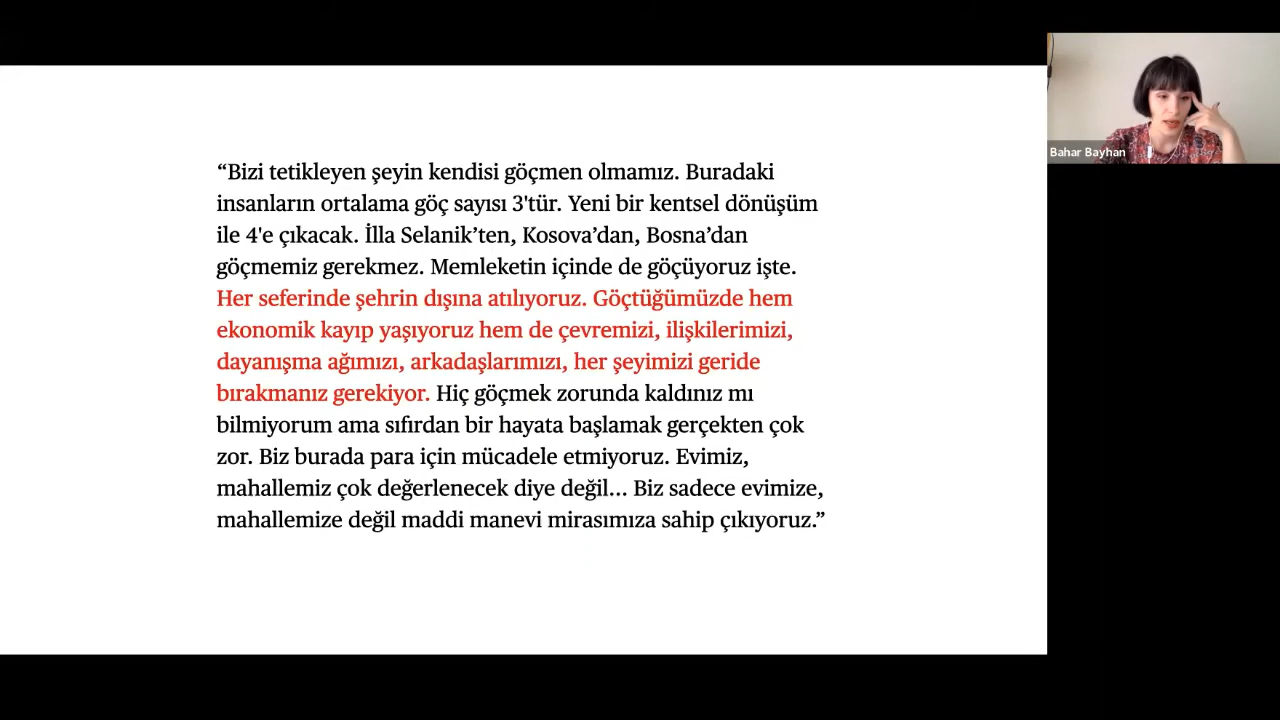 “Bizi tetikleyen şeyin kendisi göçmen olmamız. Buradaki
insanların ortalama göç sayısı 3'tür. Yeni bir kentsel dönüşüm
ile 4'e çıkacak. İlla Selanik’ten, Kosova’dan, Bosna’dan
göçmemiz gerekmez. Memleketin içinde de göçüyoruz işte.
Her seferinde şehrin dışına atılıyoruz. Göçtüğümüzde hem
ekonomik kayıp yaşıyoruz hem de çevremizi, ilişkilerimizi,
dayanışma ağımızı, arkadaşlarımızı, her şeyimizi geride
bırakmanız gerekiyor. Hiç göçmek zorunda kaldınız mı
bilmiyorum ama sıfırdan bir hayata başlamak gerçekten çok
zor. Biz burada para için mücadele etmiyoruz. Evimiz,
mahallemiz çok değerlenecek diye değil... Biz sadece evimize,
mahallemize değil maddi manevi mirasımıza sahip çıkıyoruz.”
Bahar Bayhan